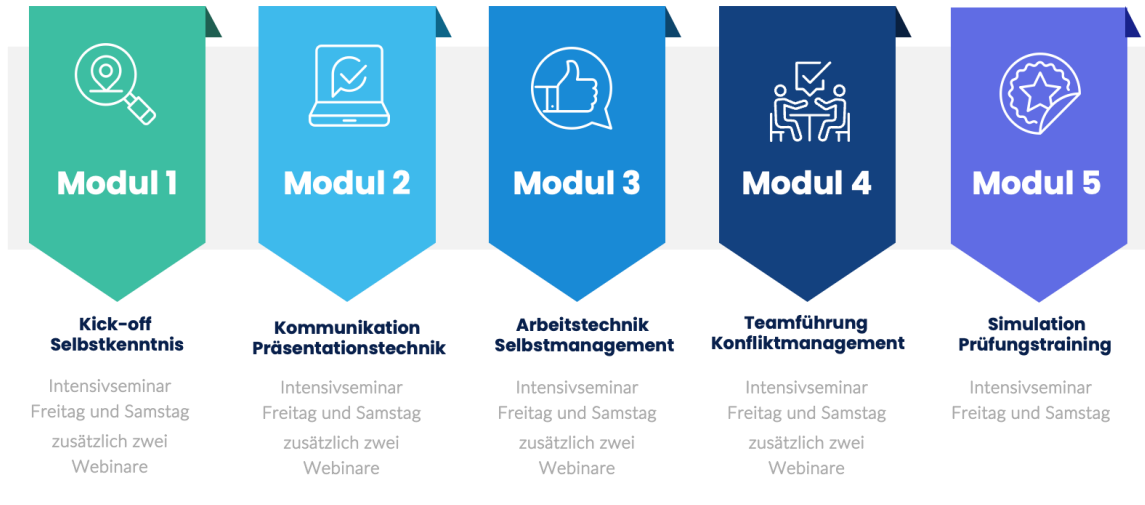 Modul 1
Kick-off
Selbstkenntnis
Intensivseminar
Freitag und Samstag
zusätzlich zwei
Webinare
Modul 2
Kommunikation
Präsentationstechnik
Intensivseminar
Freitag und Samstag
zusätzlich zwei
Webinare
Modul 3
Arbeitstechnik
Selbstmanagement
Intensivseminar
Freitag und Samstag
zusätzlich zwei
Webinare
Modul 4
Teamführung
Konfliktmanagement
Intensivseminar
Freitag und Samstag
zusätzlich zwei
Webinare
Modul 5
Simulation
Prüfungstraining
Intensivseminar
Freitag und Samstag